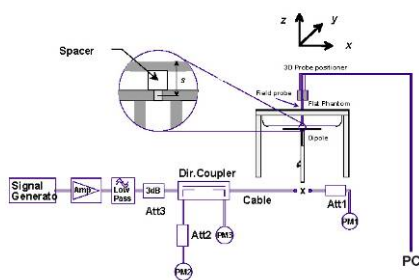 z
y
x
Spacer
s
3D Probe positioner
Field probe
Flat Phantom
Dipole
Signal
Generato
Amp.
Low
Pass
3dB
Att3
Dir.Coupler
Cable
x
Att1
PM1
Att2
PM3
PM2
PC